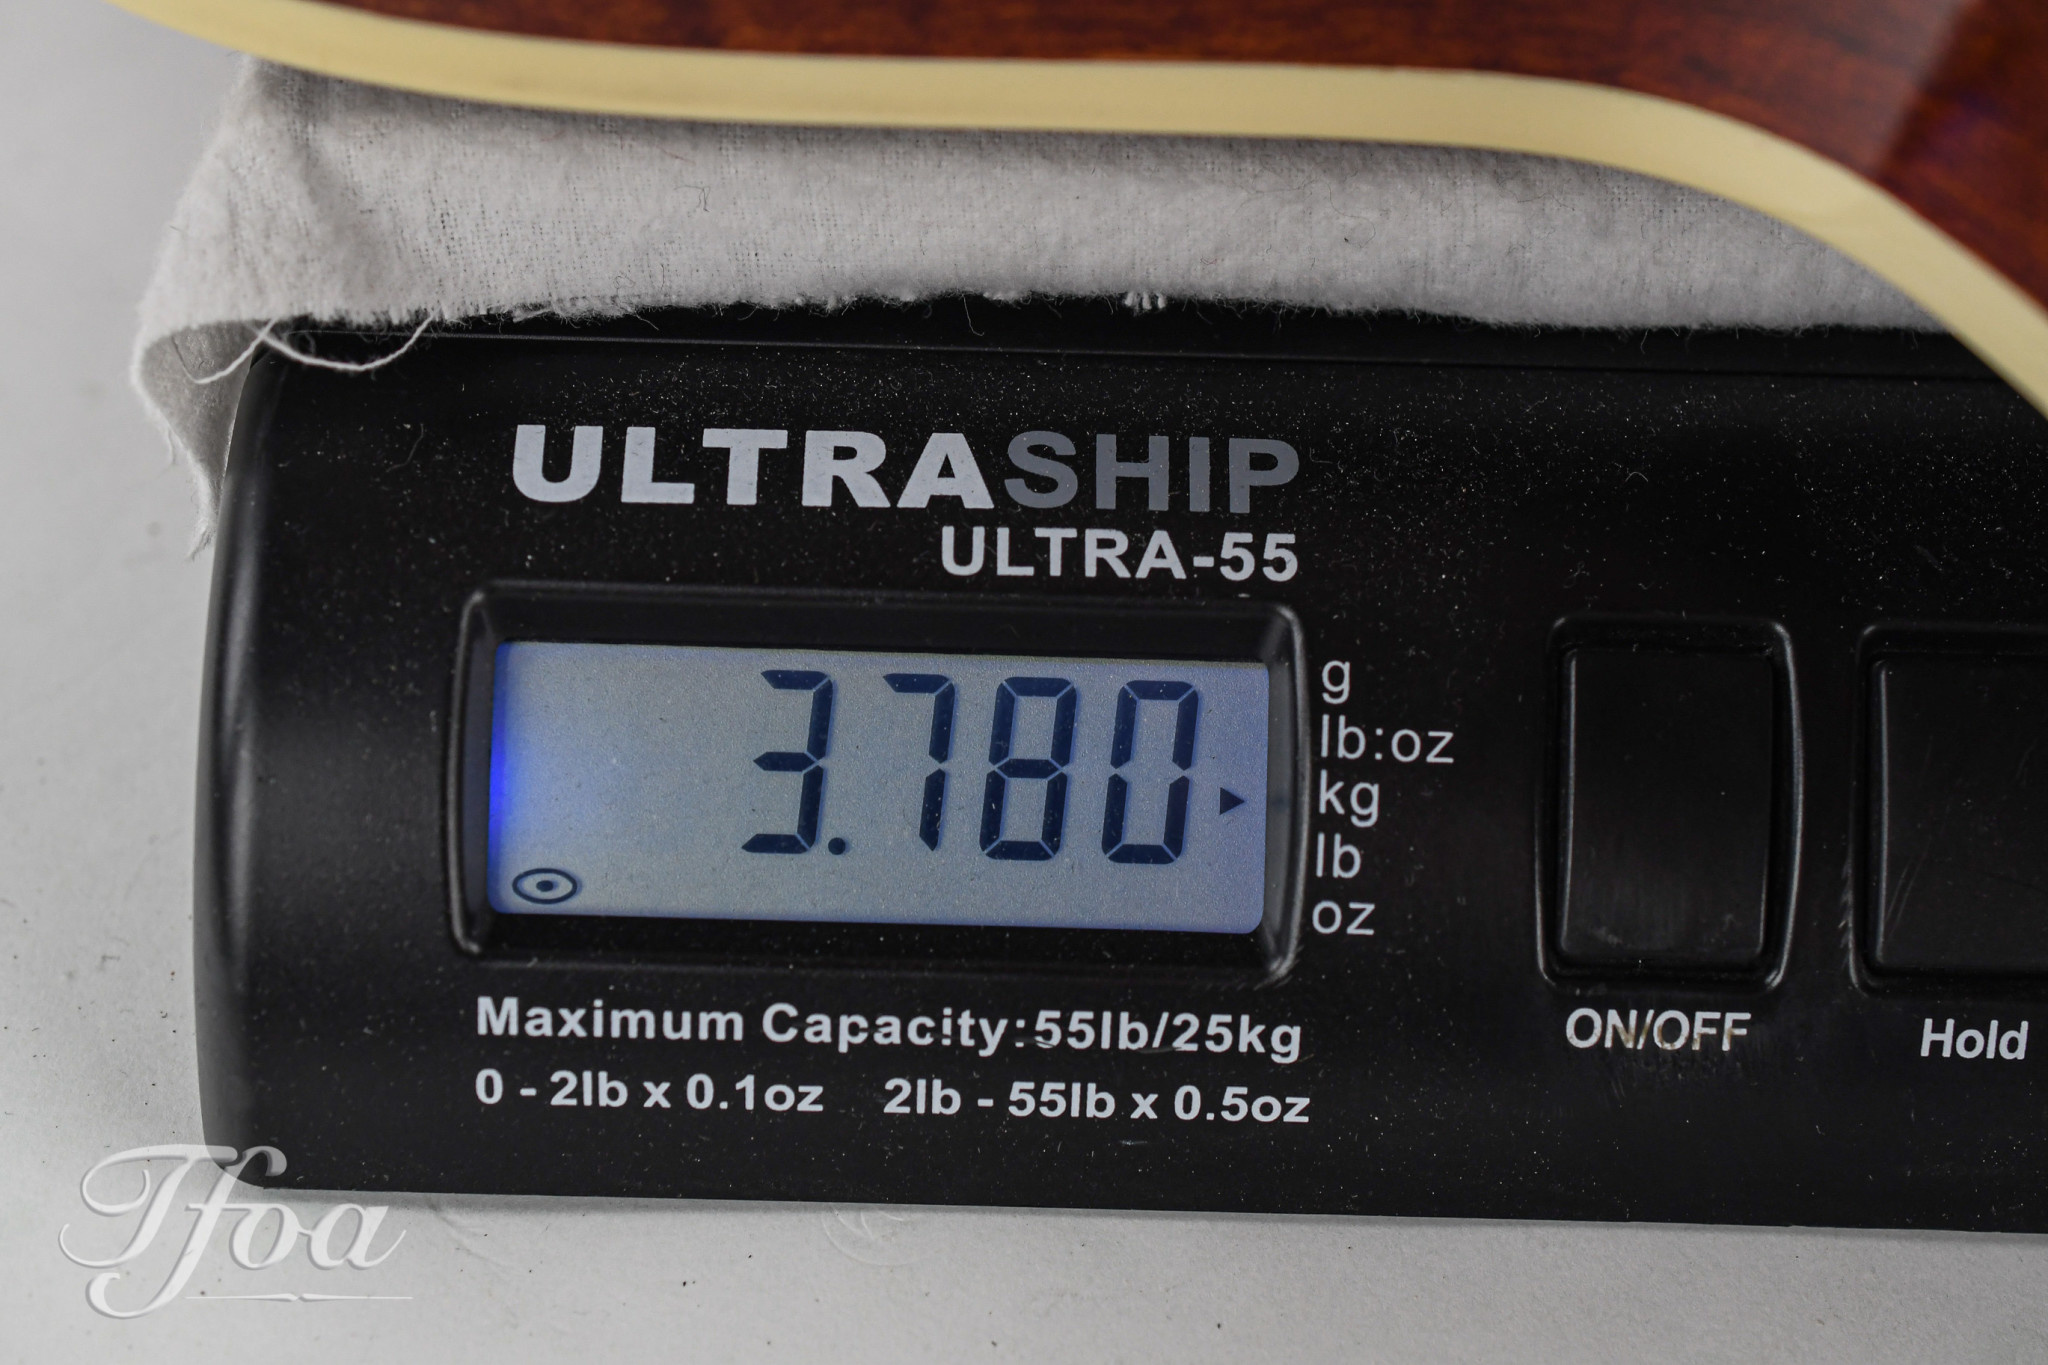 ULTRASHIP
ULTRA-55
3.780
g
lb:oz
kg
lb
oz
Maximum Capacity:55lb/25kg
0 - 2lb x 0.1oz 2lb - 55lb x 0.5oz
ON/OFF
Hold
Tfoa